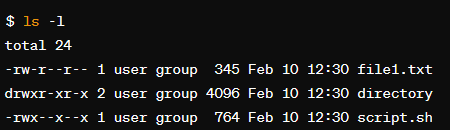 $ ls -l
total 24
-rw-r--r-- 1 user group  345 Feb 10 12:30 file1.txt
drwxr-xr-x 2 user group 4096 Feb 10 12:30 directory
-rwx--x--x 1 user group  764 Feb 10 12:30 script.sh